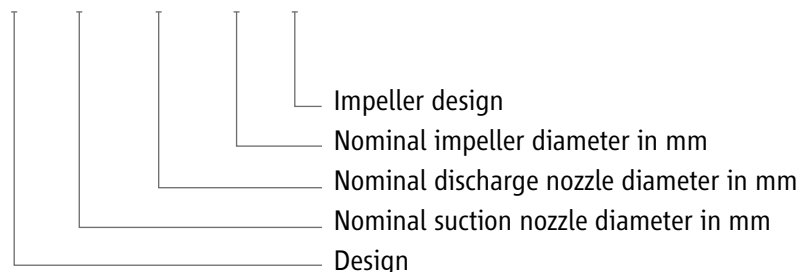 Impeller design
Nominal impeller diameter in mm
Nominal discharge nozzle diameter in mm
Nominal suction nozzle diameter in mm
Design